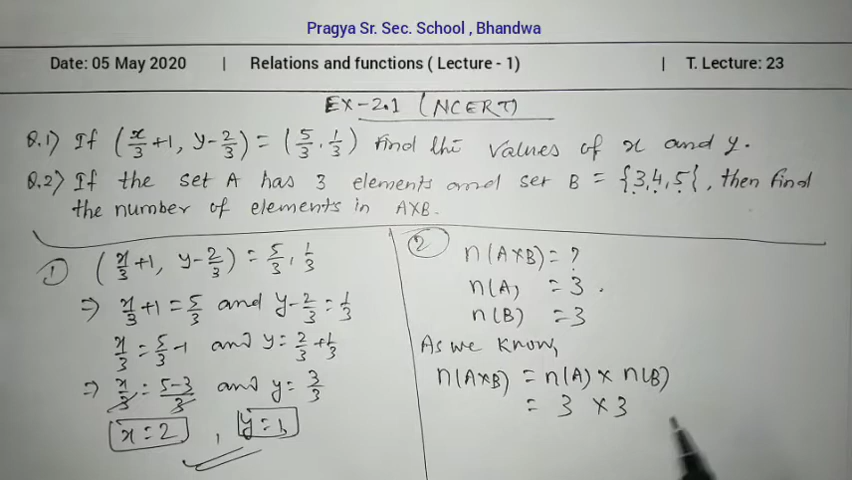 Pragya Sr. Sec. School , Bhandwa
Date: 05 May 2020 | Relations and functions ( Lecture - 1) | T. Lecture: 23
EX-2.1 (NCERT)
Q.1) If (x/3 +1, y-2/3) = (5/3, 1/3) Find the values of x and y.
Q.2) If the set A has 3 elements and set B = {3,4,5}, then find
the number of elements in AXB.
① (x/3 +1, y-2/3) = 5/3, 1/3
⇒ x/3 +1 = 5/3 and y-2/3 = 1/3
x/3 = 5/3 -1 and y = 2/3 + 1/3
⇒ x/3 = 5-3/3 and y = 3/3
x=2 , y=1
② n(AXB) = ?
n(A) = 3 .
n(B) = 3
As we know,
n(AXB) = n(A) × n(B)
= 3 × 3